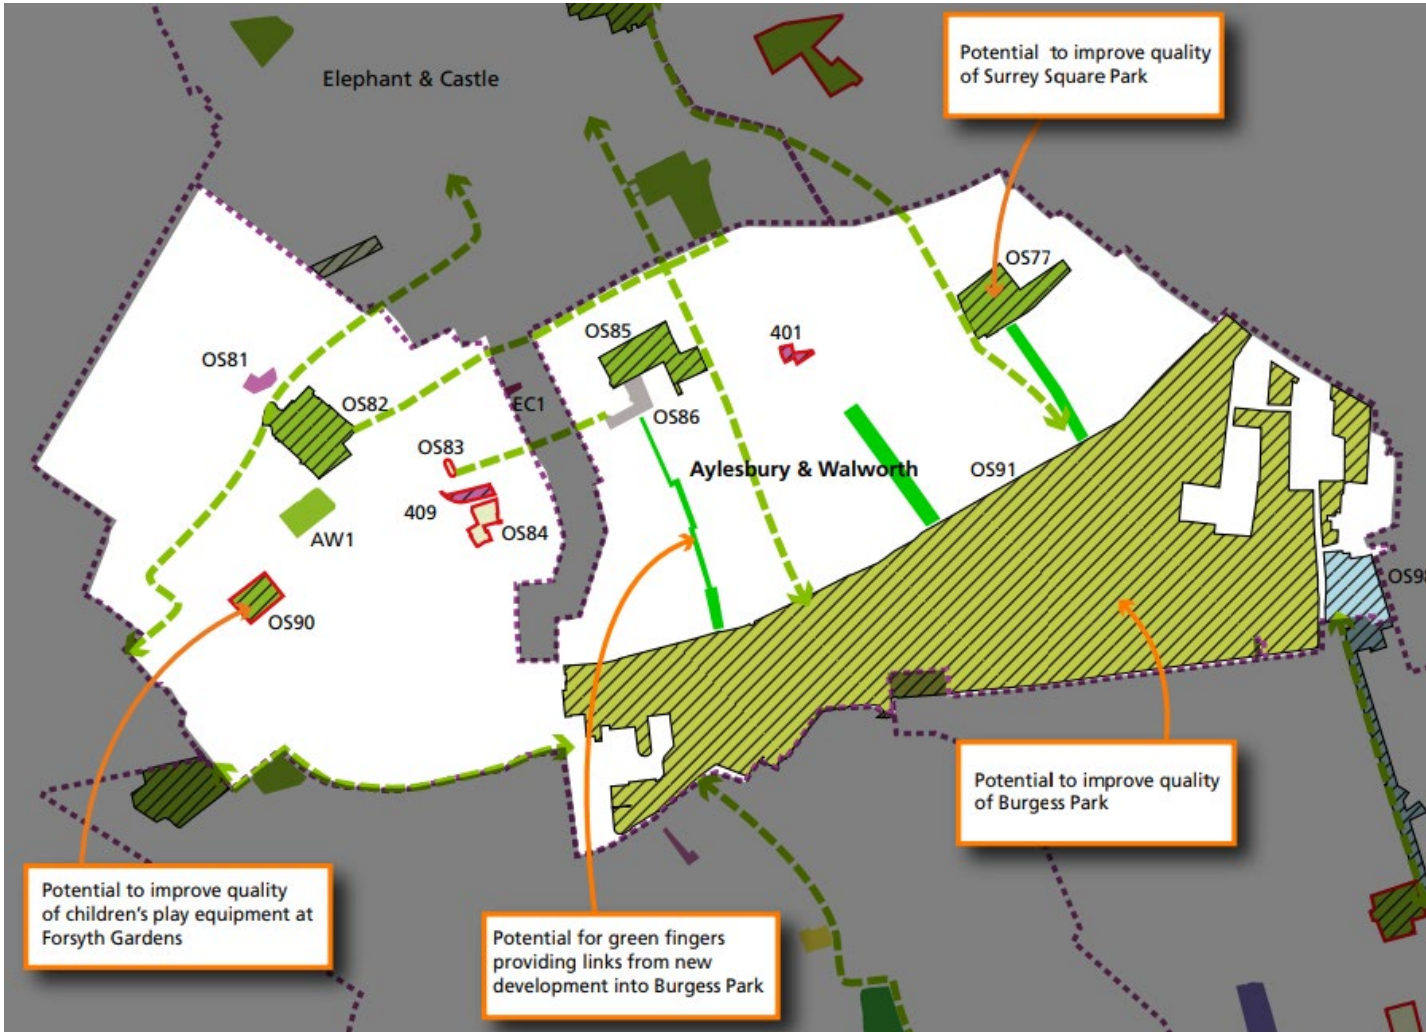 Potential to improve quality
of Surrey Square Park
Elephant & Castle
OS77
OS85
401
OS81
OS82
EC1
OS86
OS83
Aylesbury & Walworth
OS91
409
OS84
AW1
OS98
OS90
Potential to improve quality
of Burgess Park
Potential to improve quality
of children's play equipment at
Forsyth Gardens
Potential for green fingers
providing links from new
development into Burgess Park